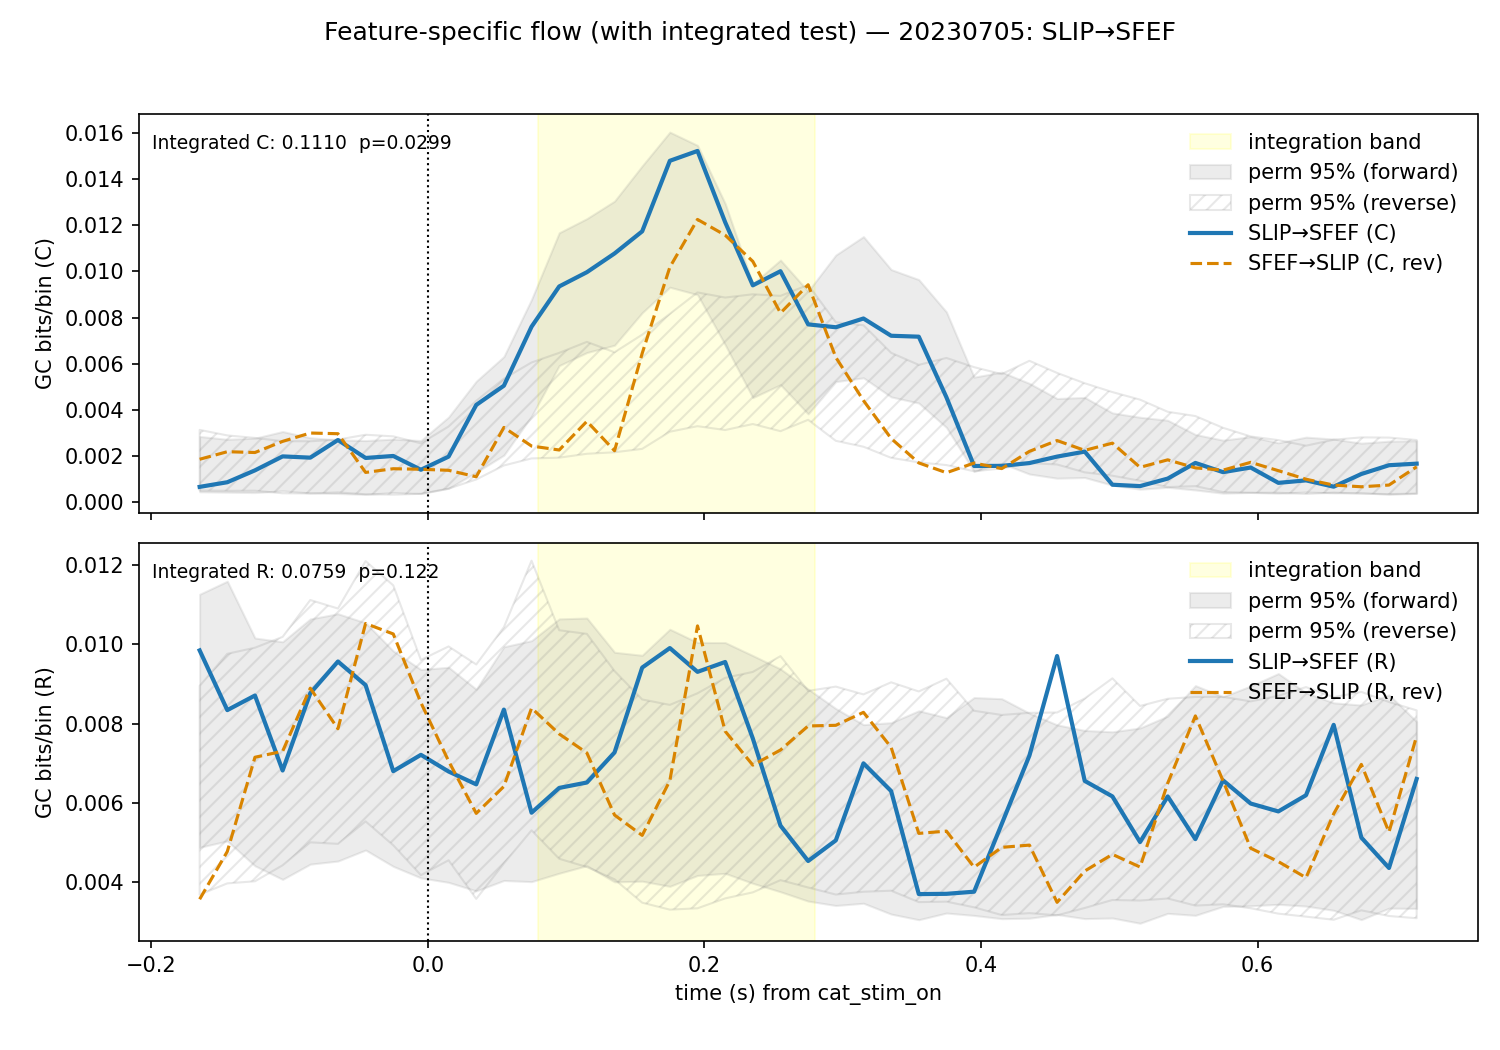 Feature-specific flow (with integrated test) — 20230705: SLIP→SFEF
Integrated C: 0.1110  p=0.0299
integration band
perm 95% (forward)
perm 95% (reverse)
SLIP→SFEF (C)
SFEF→SLIP (C, rev)
GC bits/bin (C)
0.016
0.014
0.012
0.010
0.008
0.006
0.004
0.002
0.000
Integrated R: 0.0759  p=0.122
integration band
perm 95% (forward)
perm 95% (reverse)
SLIP→SFEF (R)
SFEF→SLIP (R, rev)
GC bits/bin (R)
0.012
0.010
0.008
0.006
0.004
−0.2 0.0 0.2 0.4 0.6
time (s) from cat_stim_on